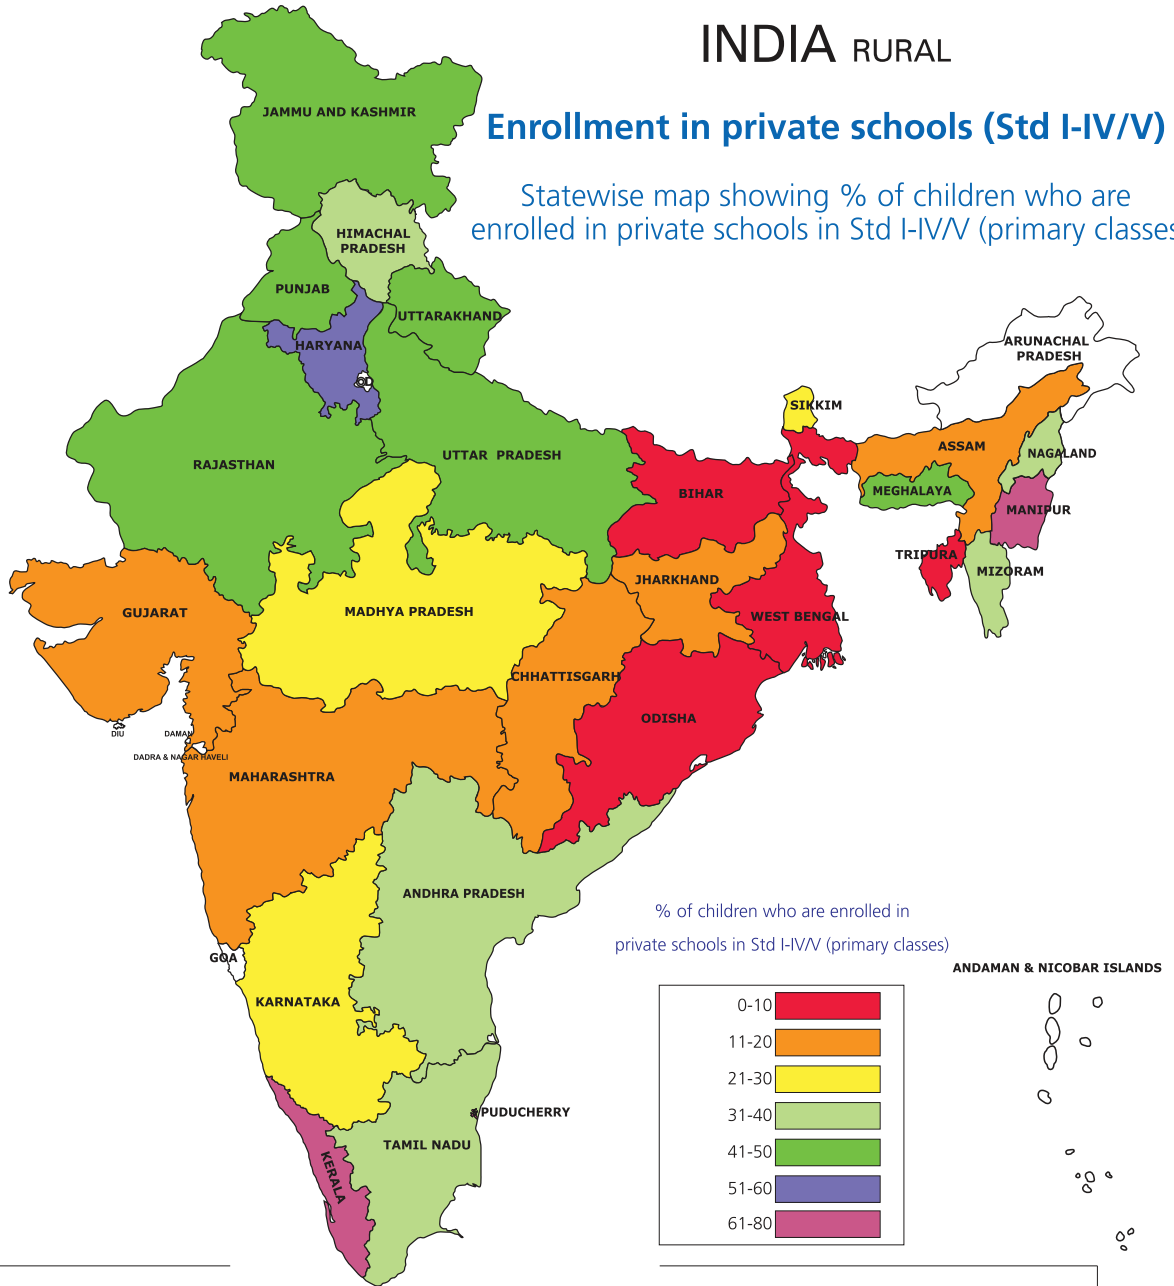 INDIA RURAL
Enrollment in private schools (Std I-IV/V)
Statewise map showing % of children who are
enrolled in private schools in Std I-IV/V (primary classes
JAMMU AND KASHMIR
HIMACHAL
PRADESH
PUNJAB
UTTARAKHAND
HARYANA
ARUNACHAL
PRADESH
SIKKIM
ASSAM
NAGALAND
RAJASTHAN
UTTAR PRADESH
BIHAR
MEGHALAYA
MANIPUR
TRIPURA
MIZORAM
JHARKHAND
GUJARAT
MADHYA PRADESH
WEST BENGAL
CHHATTISGARH
ODISHA
DIU
DAMAN
DADRA & NAGAR HAVELI
MAHARASHTRA
ANDHRA PRADESH
GOA
KARNATAKA
PUDUCHERRY
TAMIL NADU
KERALA
% of children who are enrolled in
private schools in Std I-IV/V (primary classes)
ANDAMAN & NICOBAR ISLANDS
0-10
11-20
21-30
31-40
41-50
51-60
61-80